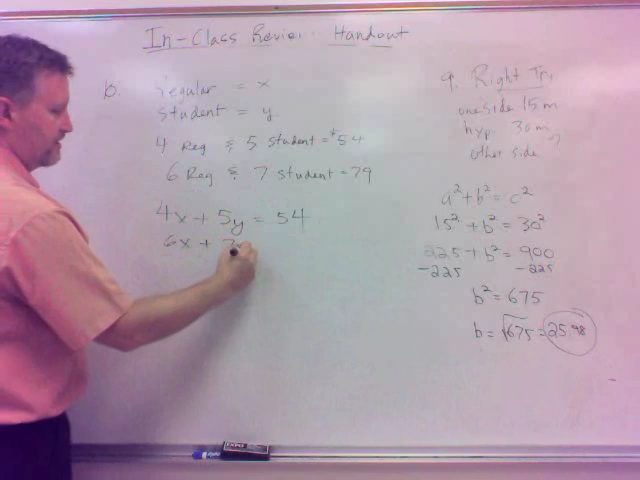 In-Class Review: Handout
6.
regular = x
student = y
4 Reg & 5 student = $54
6 Reg & 7 student = 79
4x + 5y = 54
6x + 7
9. Right Tri
one side 15 m
hyp. 30 m
other side
a² + b² = c²
15² + b² = 30²
225 + b² = 900
-225 -225
b² = 675
b = √675 = 25.98
EXPO